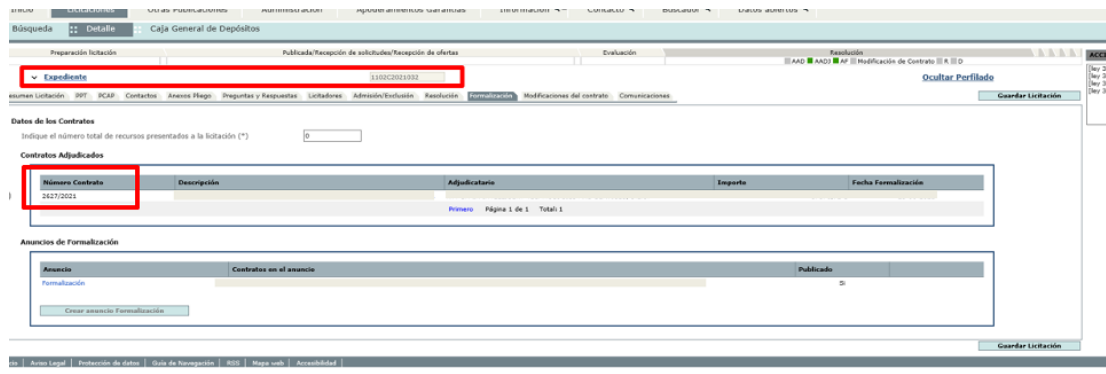 Inicio Licitaciones Otras Publicaciones Administración Apoderamientos Garantías Información Contacto Buscador Datos abiertos
Búsqueda Detalle Caja General de Depósitos
Preparación licitación Publicada/Recepción de solicitudes/Recepción de ofertas Evaluación Resolución
AAD AADJ AF Modificación de Contrato R D
Expediente 1102C2021032 Ocultar Perfilado
Resumen Licitación PPT PCAP Contactos Anexos Pliego Preguntas y Respuestas Licitadores Admisión/Exclusión Resolución Formalización Modificaciones del contrato Comunicaciones Guardar Licitación
Datos de los Contratos
Indique el número total de recursos presentados a la licitación (*) 0
Contratos Adjudicados
Número Contrato Descripción Adjudicatario Importe Fecha Formalización
2627/2021
Primero Página 1 de 1 Total: 1
Anuncios de Formalización
Anuncio Contratos en el anuncio Publicado
Formalización Si
Crear anuncio Formalización
Guardar Licitación
Aviso Legal Protección de datos Guía de Navegación RSS Mapa web Accesibilidad